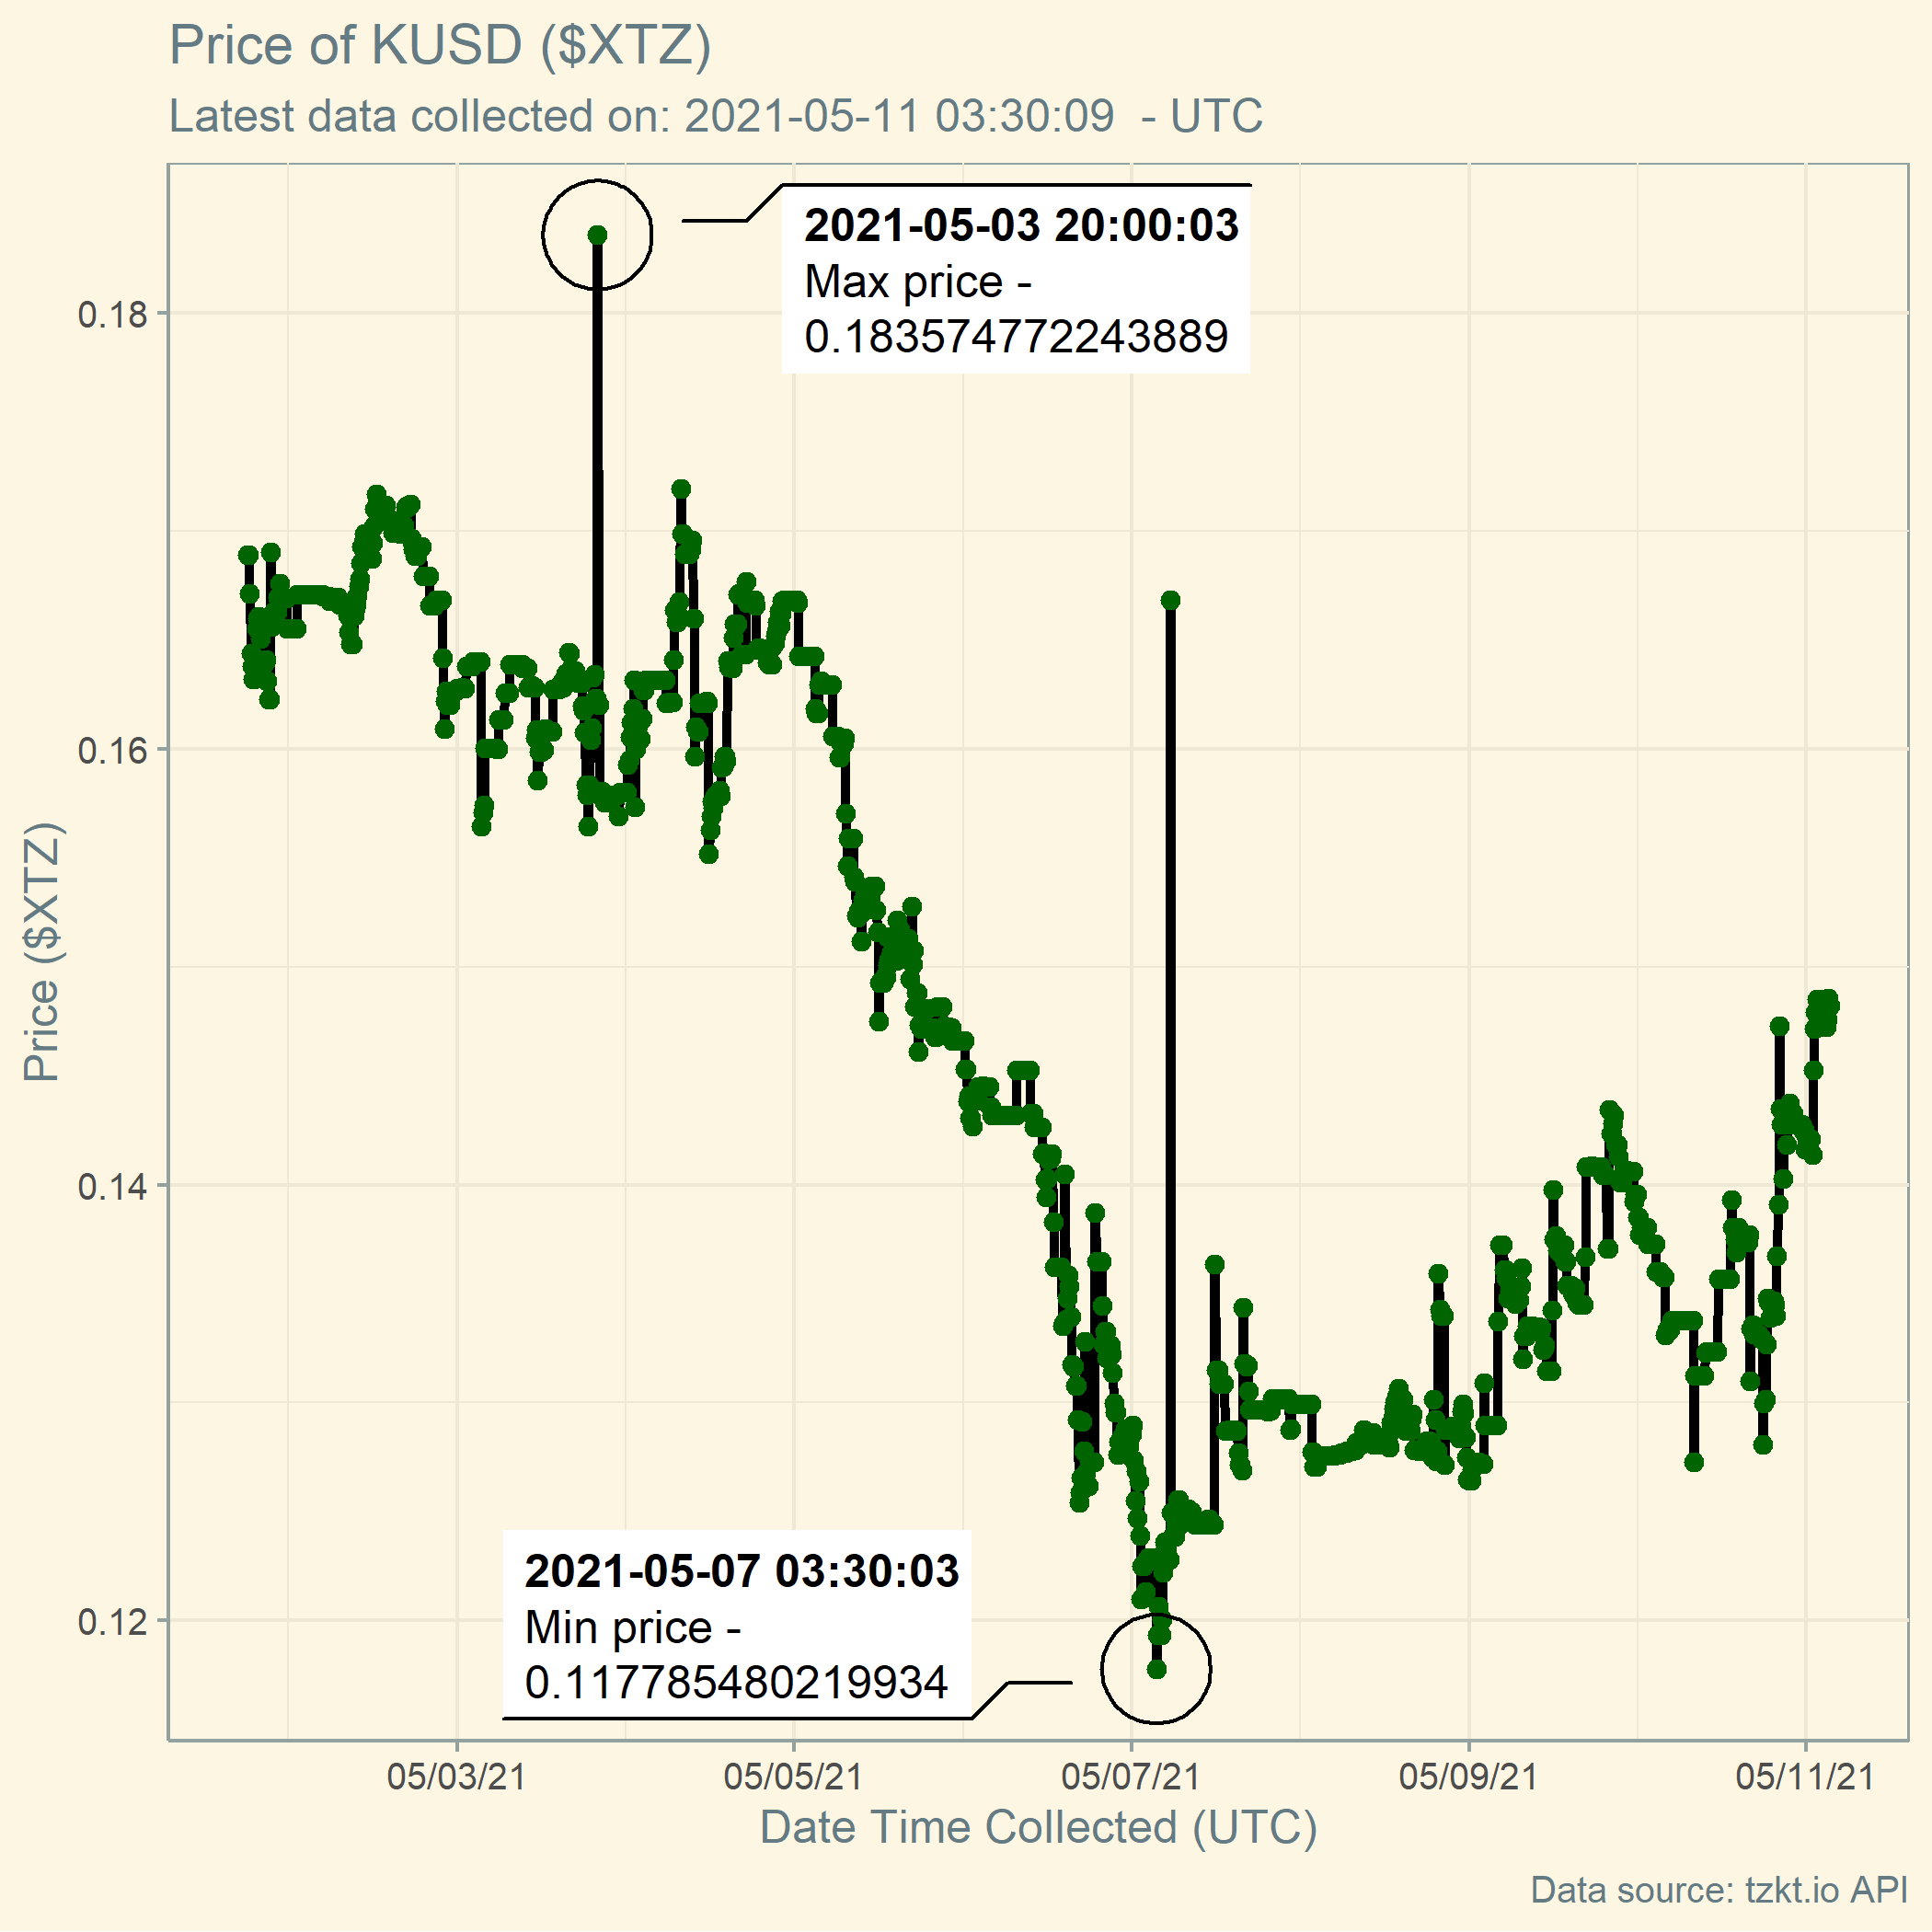 Price of KUSD ($XTZ)
Latest data collected on: 2021-05-11 03:30:09  - UTC
2021-05-03 20:00:03
Max price -
0.183574772243889
0.18
0.16
0.14
0.12
Price ($XTZ)
2021-05-07 03:30:03
Min price -
0.117785480219934
05/03/21
05/05/21
05/07/21
05/09/21
05/11/21
Date Time Collected (UTC)
Data source: tzkt.io API